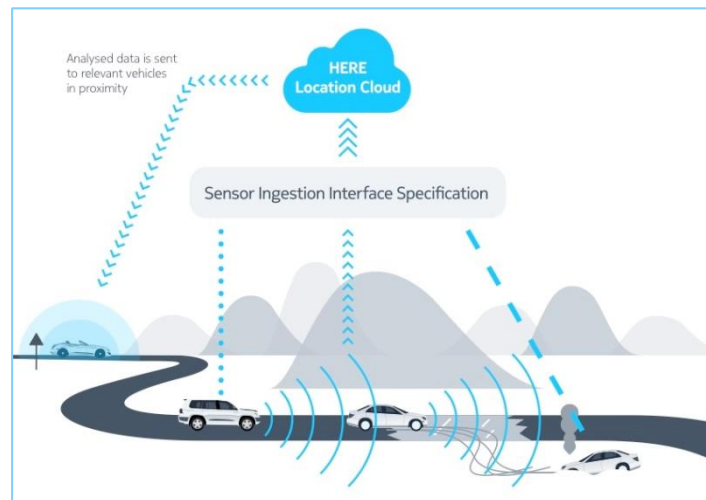 Analysed data is sent
to relevant vehicles
in proximity
HERE
Location Cloud
Sensor Ingestion Interface Specification